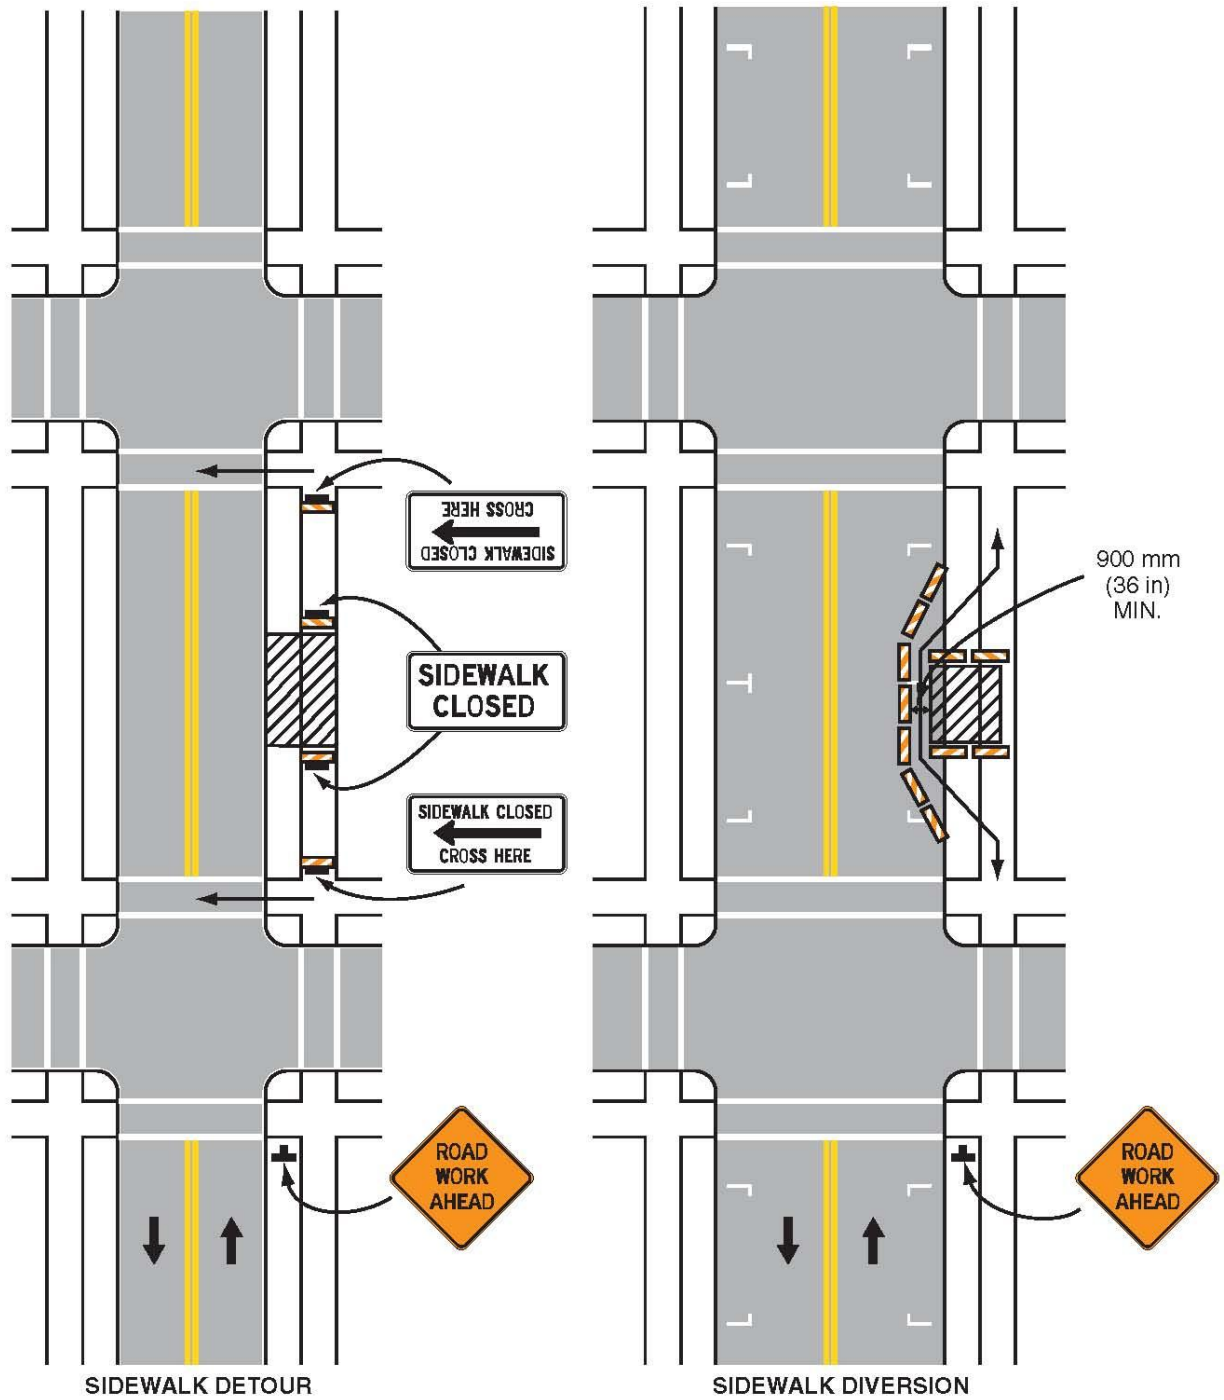 CROSS HERE
SIDEWALK CLOSED
SIDEWALK
CLOSED
SIDEWALK CLOSED
CROSS HERE
ROAD
WORK
AHEAD
SIDEWALK DETOUR
900 mm
(36 in)
MIN.
ROAD
WORK
AHEAD
SIDEWALK DIVERSION